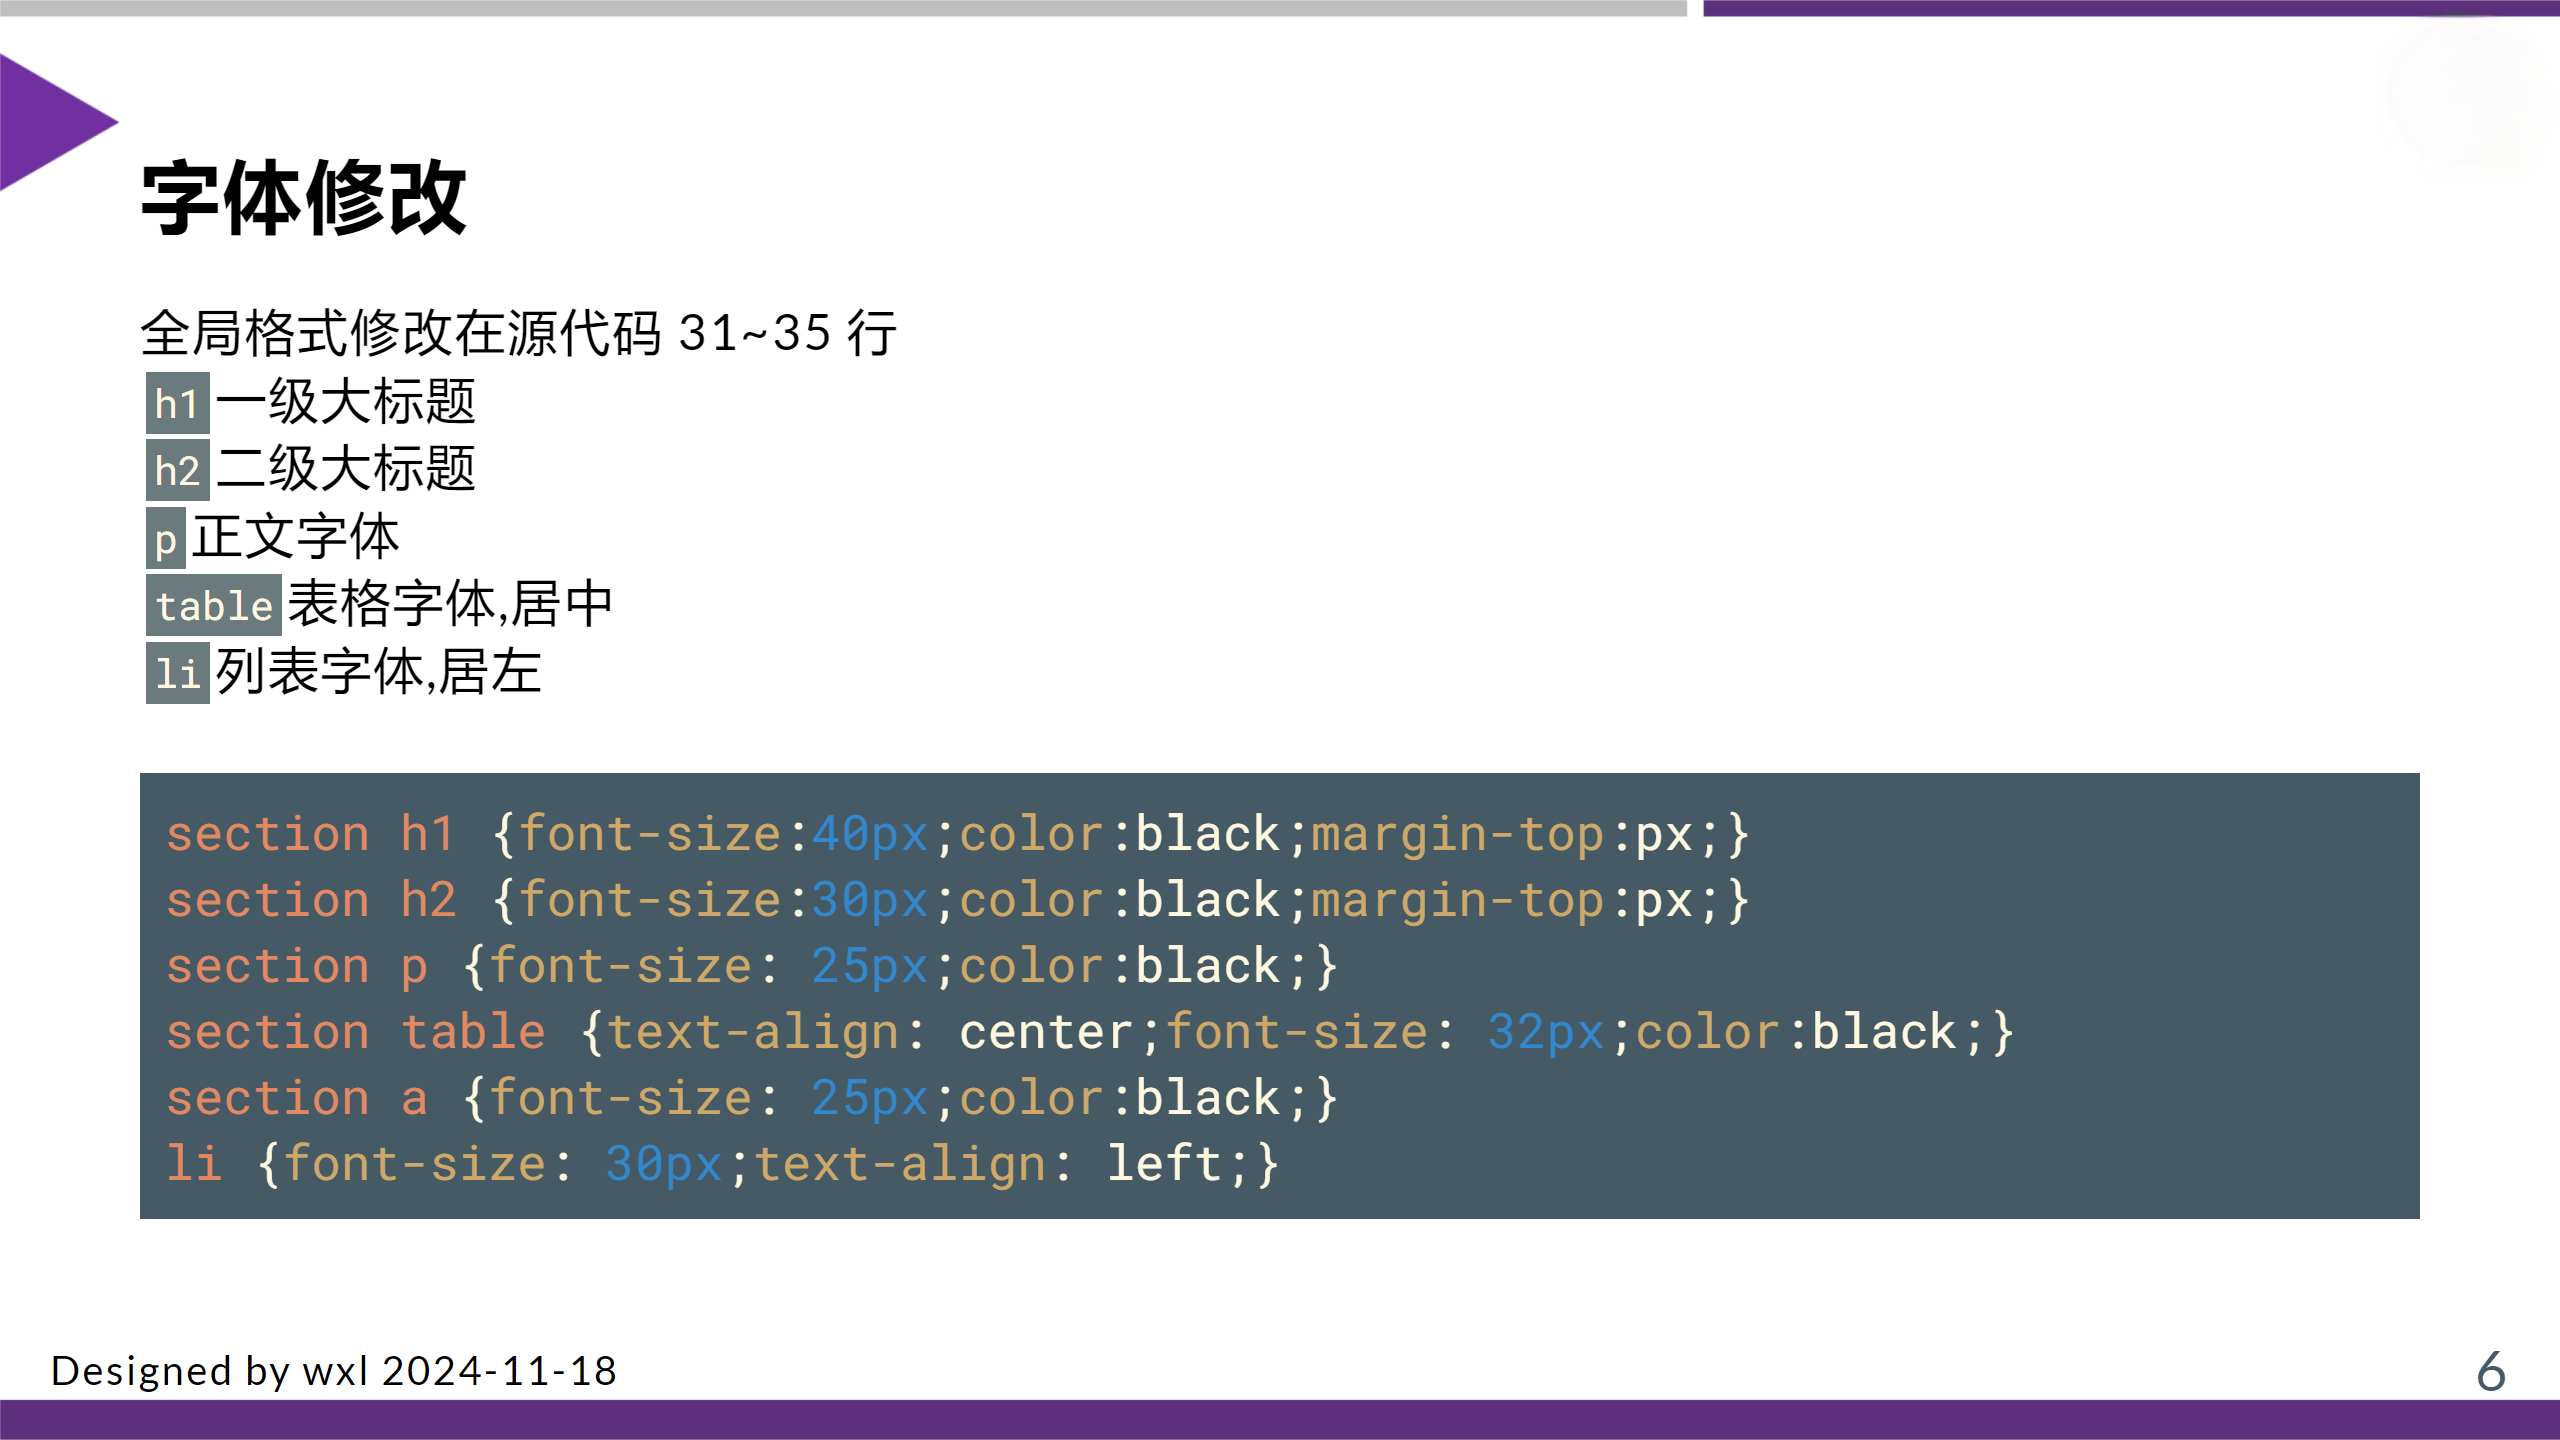 字体修改
全局格式修改在源代码 31~35 行
h1 一级大标题
h2 二级大标题
p 正文字体
table 表格字体,居中
li 列表字体,居左
section h1 {font-size:40px;color:black;margin-top:px;}
section h2 {font-size:30px;color:black;margin-top:px;}
section p {font-size: 25px;color:black;}
section table {text-align: center;font-size: 32px;color:black;}
section a {font-size: 25px;color:black;}
li {font-size: 30px;text-align: left;}
Designed by wxl 2024-11-18
6